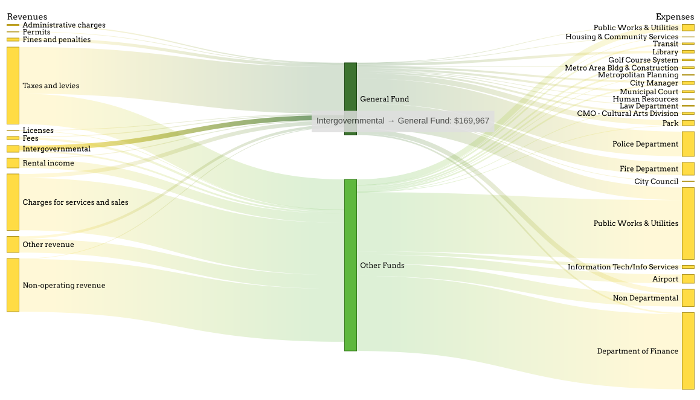 Revenues
Administrative charges
Permits
Fines and penalties
Taxes and levies
Licenses
Fees
Intergovernmental
Rental income
Charges for services and sales
Other revenue
Non-operating revenue
General Fund
Intergovernmental → General Fund: $169,967
Other Funds
Expenses
Public Works & Utilities
Housing & Community Services
Transit
Library
Golf Course System
Metro Area Bldg & Construction
Metropolitan Planning
City Manager
Municipal Court
Human Resources
Law Department
CMO - Cultural Arts Division
Park
Police Department
Fire Department
City Council
Public Works & Utilities
Information Tech/Info Services
Airport
Non Departmental
Department of Finance